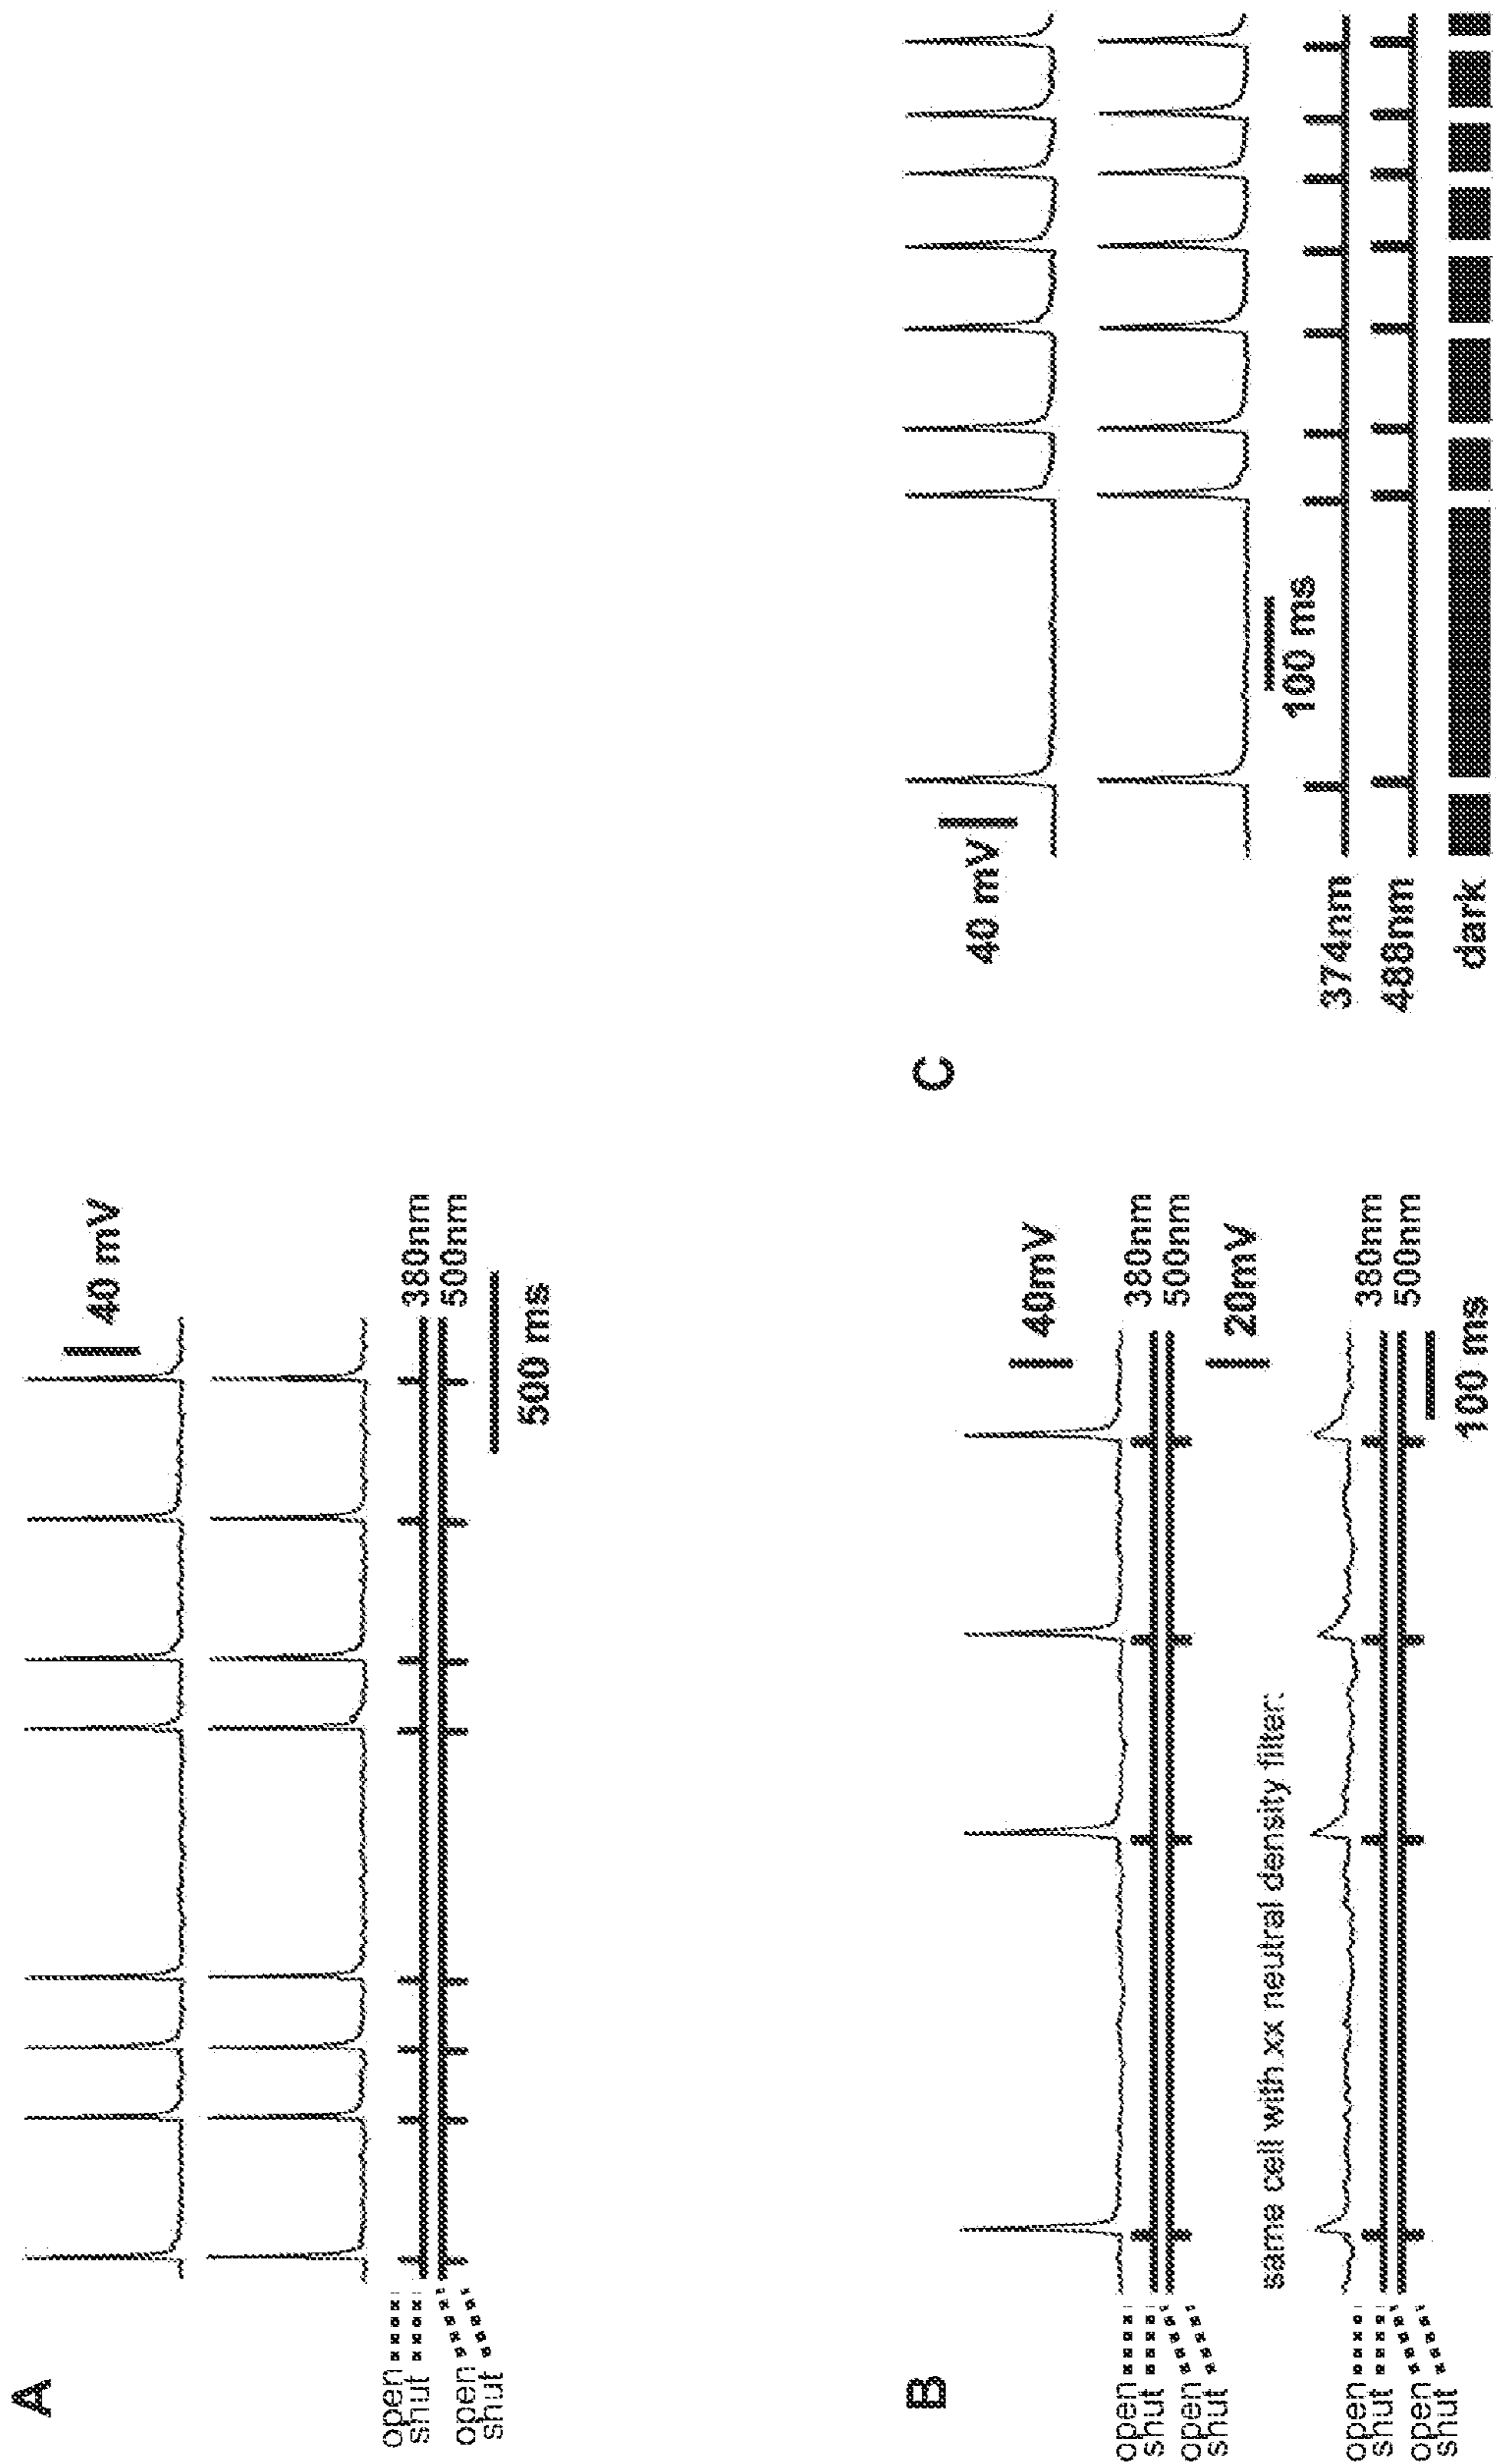 A
40 mV
open
shut
open
shut
380nm
500nm
500 ms
B
40mV
open
shut
open
shut
380nm
500nm
20mV
same cell with xx neutral density filter:
open
shut
open
shut
380nm
500nm
100 ms
C
40 mV
100 ms
374nm
488nm
dark